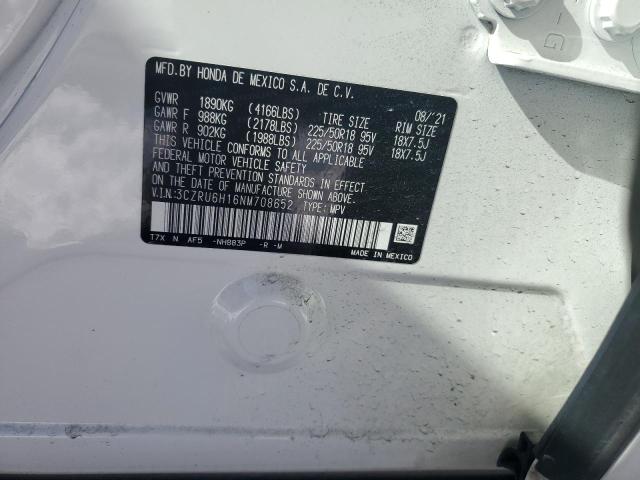 MFD.BY HONDA DE MEXICO S.A. DE C.V.
08/'21
GVWR 1890KG (4166LBS) TIRE SIZE RIM SIZE
GAWR F 988KG (2178LBS) 225/50R18 95V 18X7.5J
GAWR R 902KG (1988LBS) 225/50R18 95V 18X7.5J
THIS VEHICLE CONFORMS TO ALL APPLICABLE
FEDERAL MOTOR VEHICLE SAFETY
AND THEFT PREVENTION STANDARDS IN EFFECT
ON THE DATE OF MANUFACTURE SHOWN ABOVE.
V.I.N.:3CZRU6H16NM708652 TYPE: MPV
T7X N AF5 -NH883P -R -M
MADE IN MEXICO